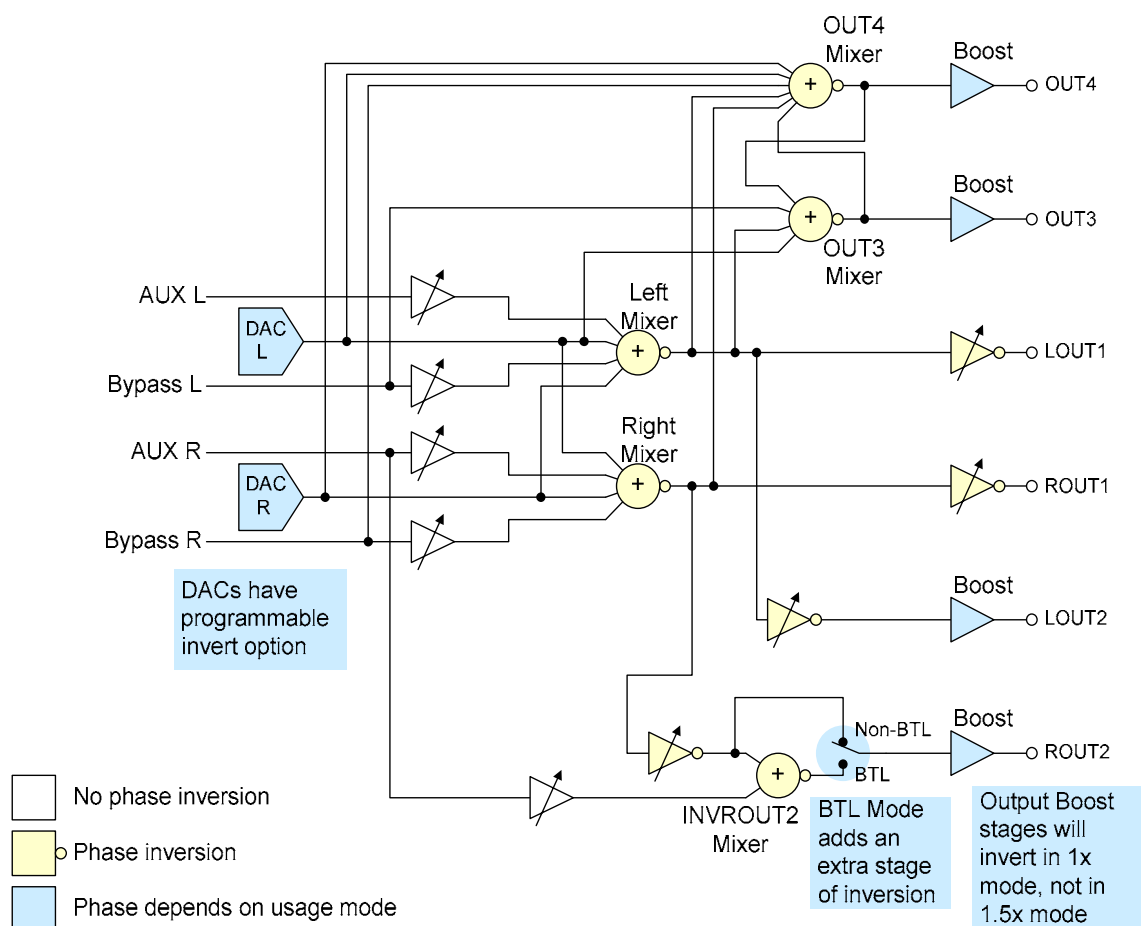 OUT4
Mixer
Boost
+
OUT4
Boost
+
OUT3
OUT3
Mixer
AUX L
Left
Mixer
DAC
L
+
LOUT1
Bypass L
Right
Mixer
AUX R
DAC
R
+
ROUT1
Bypass R
DACs have
programmable
invert option
Boost
LOUT2
Boost
Non-BTL
ROUT2
+
BTL
INVROUT2
Mixer
BTL Mode
adds an
extra stage
of inversion
Output Boost
stages will
invert in 1x
mode, not in
1.5x mode
No phase inversion
Phase inversion
Phase depends on usage mode